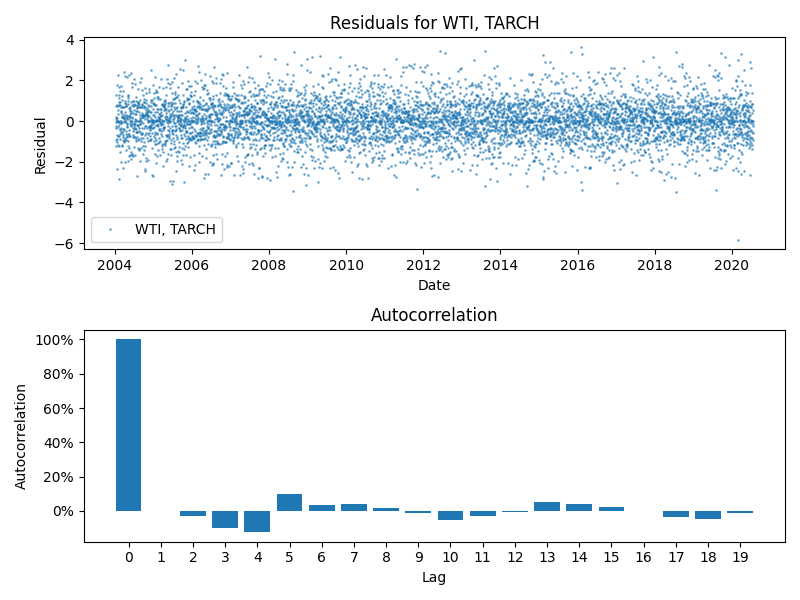 Residuals for WTI, TARCH
4
2
0
−2
−4
−6
Residual
WTI, TARCH
2004 2006 2008 2010 2012 2014 2016 2018 2020
Date
Autocorrelation
100%
80%
60%
40%
20%
0%
Autocorrelation
0 1 2 3 4 5 6 7 8 9 10 11 12 13 14 15 16 17 18 19
Lag